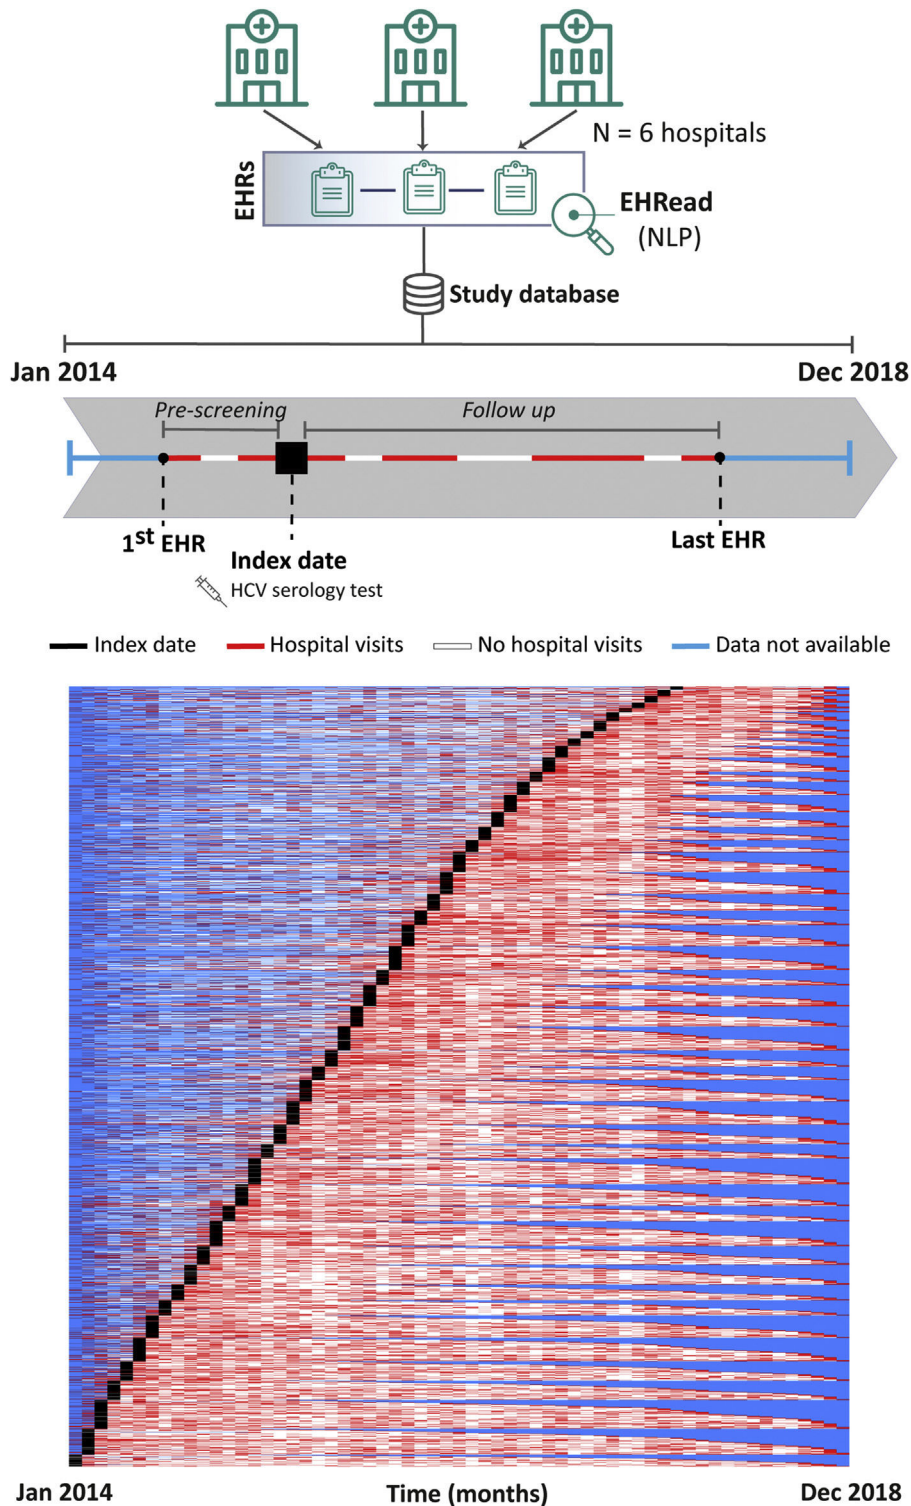 N = 6 hospitals
EHRs
EHRead
(NLP)
Study database
Jan 2014
Dec 2018
Pre-screening
Follow up
1st EHR
Index date
HCV serology test
Last EHR
Index date
Hospital visits
No hospital visits
Data not available
Jan 2014
Time (months)
Dec 2018